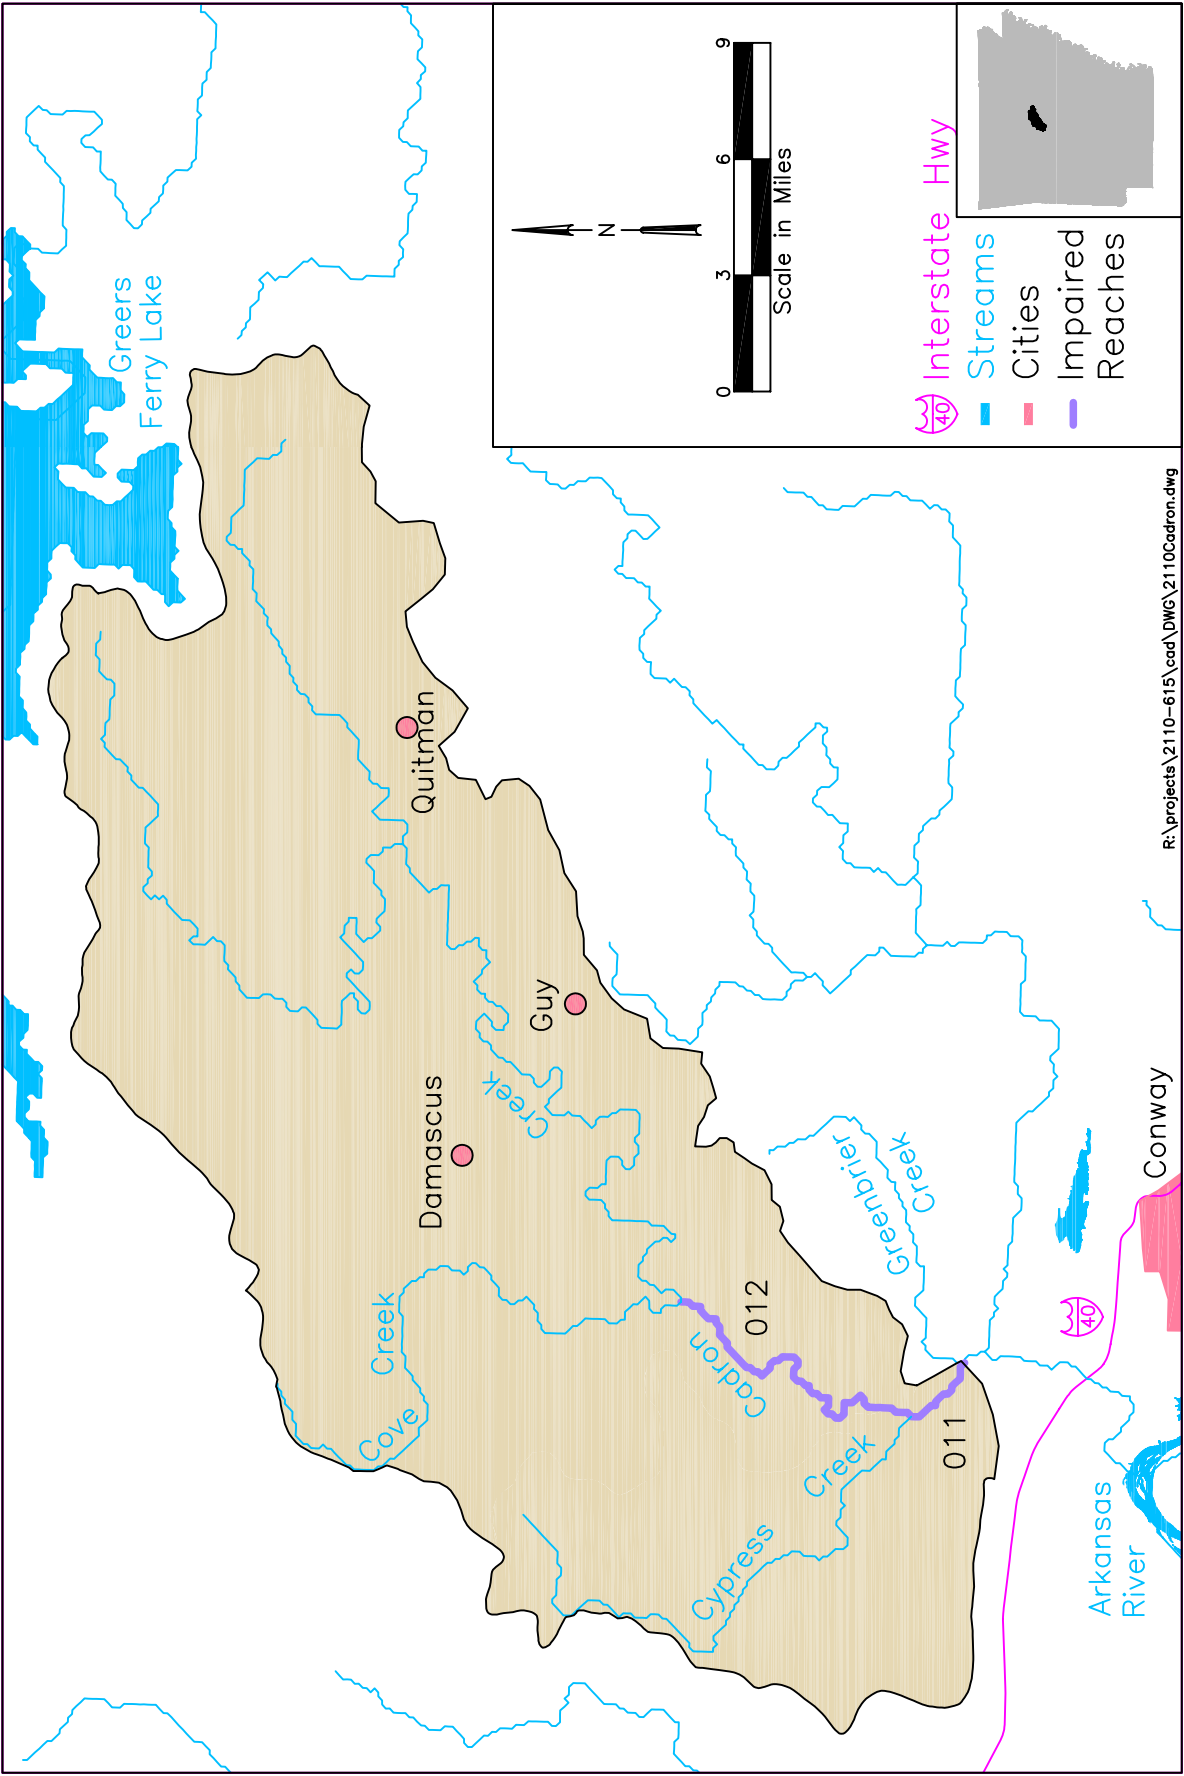 Greers
Ferry Lake
Quitman
Guy
Damascus
Creek
Creek
Cove
Cadron
012
011
Creek
Cypress
Greenbrier
Creek
Conway
40
Arkansas
River
N
0 3 6 9
Scale in Miles
40 Interstate Hwy
Streams
Cities
Impaired
Reaches
R:\projects\2110-615\cad\DWG\2110Cadron.dwg